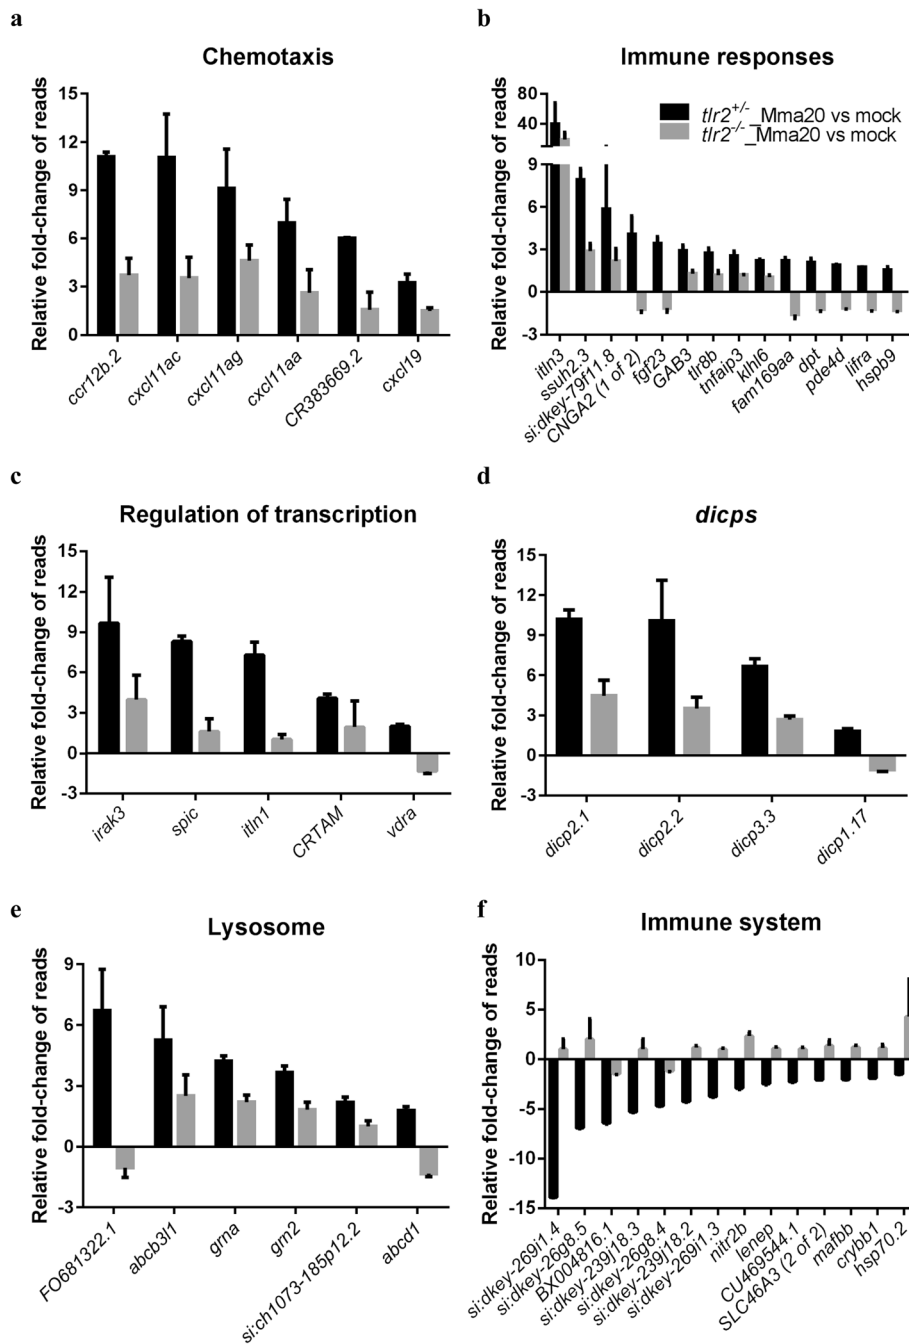 a
Chemotaxis
Relative fold-change of reads
15
12
9
6
3
0
ccr12b.2
cxcl11ac
cxcl11ag
cxcl11aa
CR383669.2
cxcl19
b
Immune responses
Relative fold-change of reads
80
40
9
6
3
0
-3
tlr2+/-_Mma20 vs mock
tlr2-/-_Mma20 vs mock
itln3
ssuh2.3
si:dkey-79f11.8
CNGA2 (1 of 2)
fgf23
GAB3
tlr8b
tnfaip3
klhl6
fam169aa
dpt
pde4d
lifra
hspb9
c
Regulation of transcription
Relative fold-change of reads
15
12
9
6
3
0
-3
irak3
spic
itln1
CRTAM
vdra
d
dicps
Relative fold-change of reads
15
12
9
6
3
0
-3
dicp2.1
dicp2.2
dicp3.3
dicp1.17
e
Lysosome
Relative fold-change of reads
9
6
3
0
-3
FO681322.1
abcb3l1
grna
grn2
si:ch1073-185p12.2
abcd1
f
Immune system
Relative fold-change of reads
10
5
0
-5
-10
-15
si:dkey-269i1.4
si:dkey-26g8.5
BX004816.1
si:dkey-239j18.3
si:dkey-26g8.4
si:dkey-239j18.2
si:dkey-269i1.3
nitr2b
lenep
CU469544.1
SLC46A3 (2 of 2)
mafbb
crybb1
hsp70.2